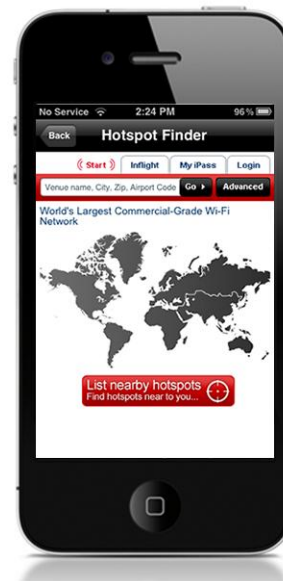 No Service 2:24 PM 96%
Back Hotspot Finder
Start Inflight My iPass Login
Venue name, City, Zip, Airport Code Go Advanced
World's Largest Commercial-Grade Wi-Fi
Network
List nearby hotspots
Find hotspots near to you...